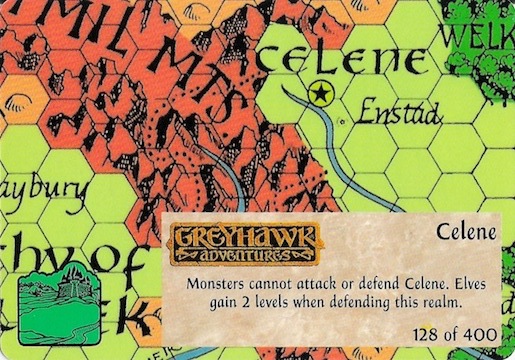 MIL MTS
CELENE
WELK
Enstad
aybury
hy of
EK
GREYHAWK
ADVENTURES
Celene
Monsters cannot attack or defend Celene. Elves
gain 2 levels when defending this realm.
128 of 400